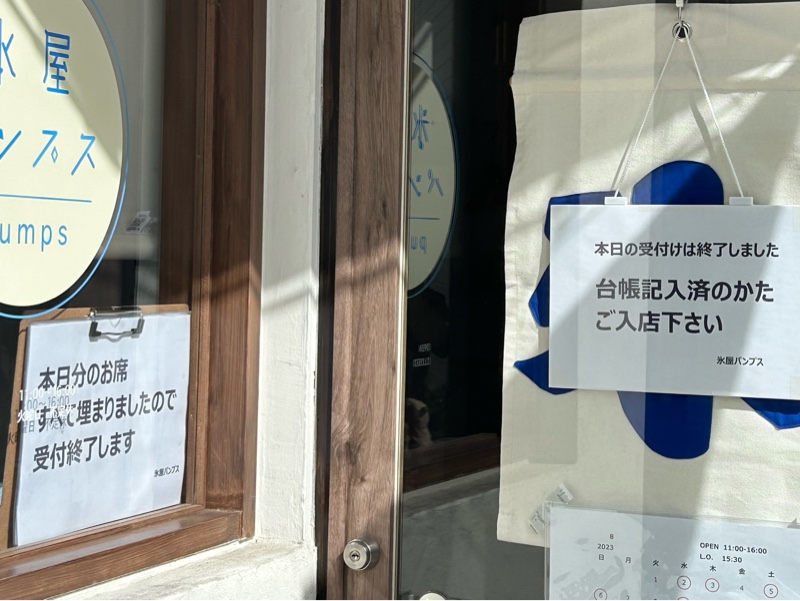 氷屋
ンプス
umps
本日分のお席
すべて埋まりましたので
受付終了します
氷屋パンプス
本日の受付けは終了しました
台帳記入済のかた
ご入店下さい
氷屋パンプス
8
2023
OPEN 11:00-16:00
L.O. 15:30
日 月 火 水 木 金 土
1 2 3 4 5
6